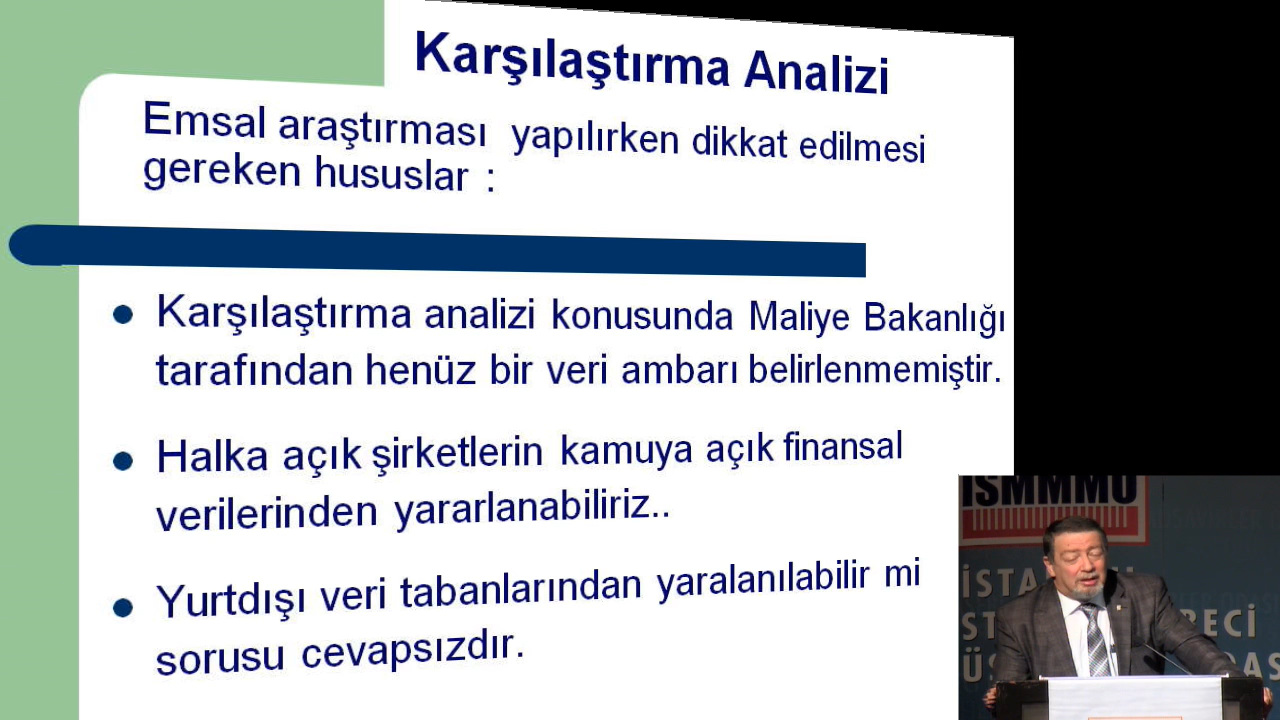 Karşılaştırma Analizi
Emsal araştırması yapılırken dikkat edilmesi
gereken hususlar :
Karşılaştırma analizi konusunda Maliye Bakanlığı
tarafından henüz bir veri ambarı belirlenmemiştir.
Halka açık şirketlerin kamuya açık finansal
verilerinden yararlanabiliriz..
Yurtdışı veri tabanlarından yaralanılabilir mi
sorusu cevapsızdır.
İSMMMO